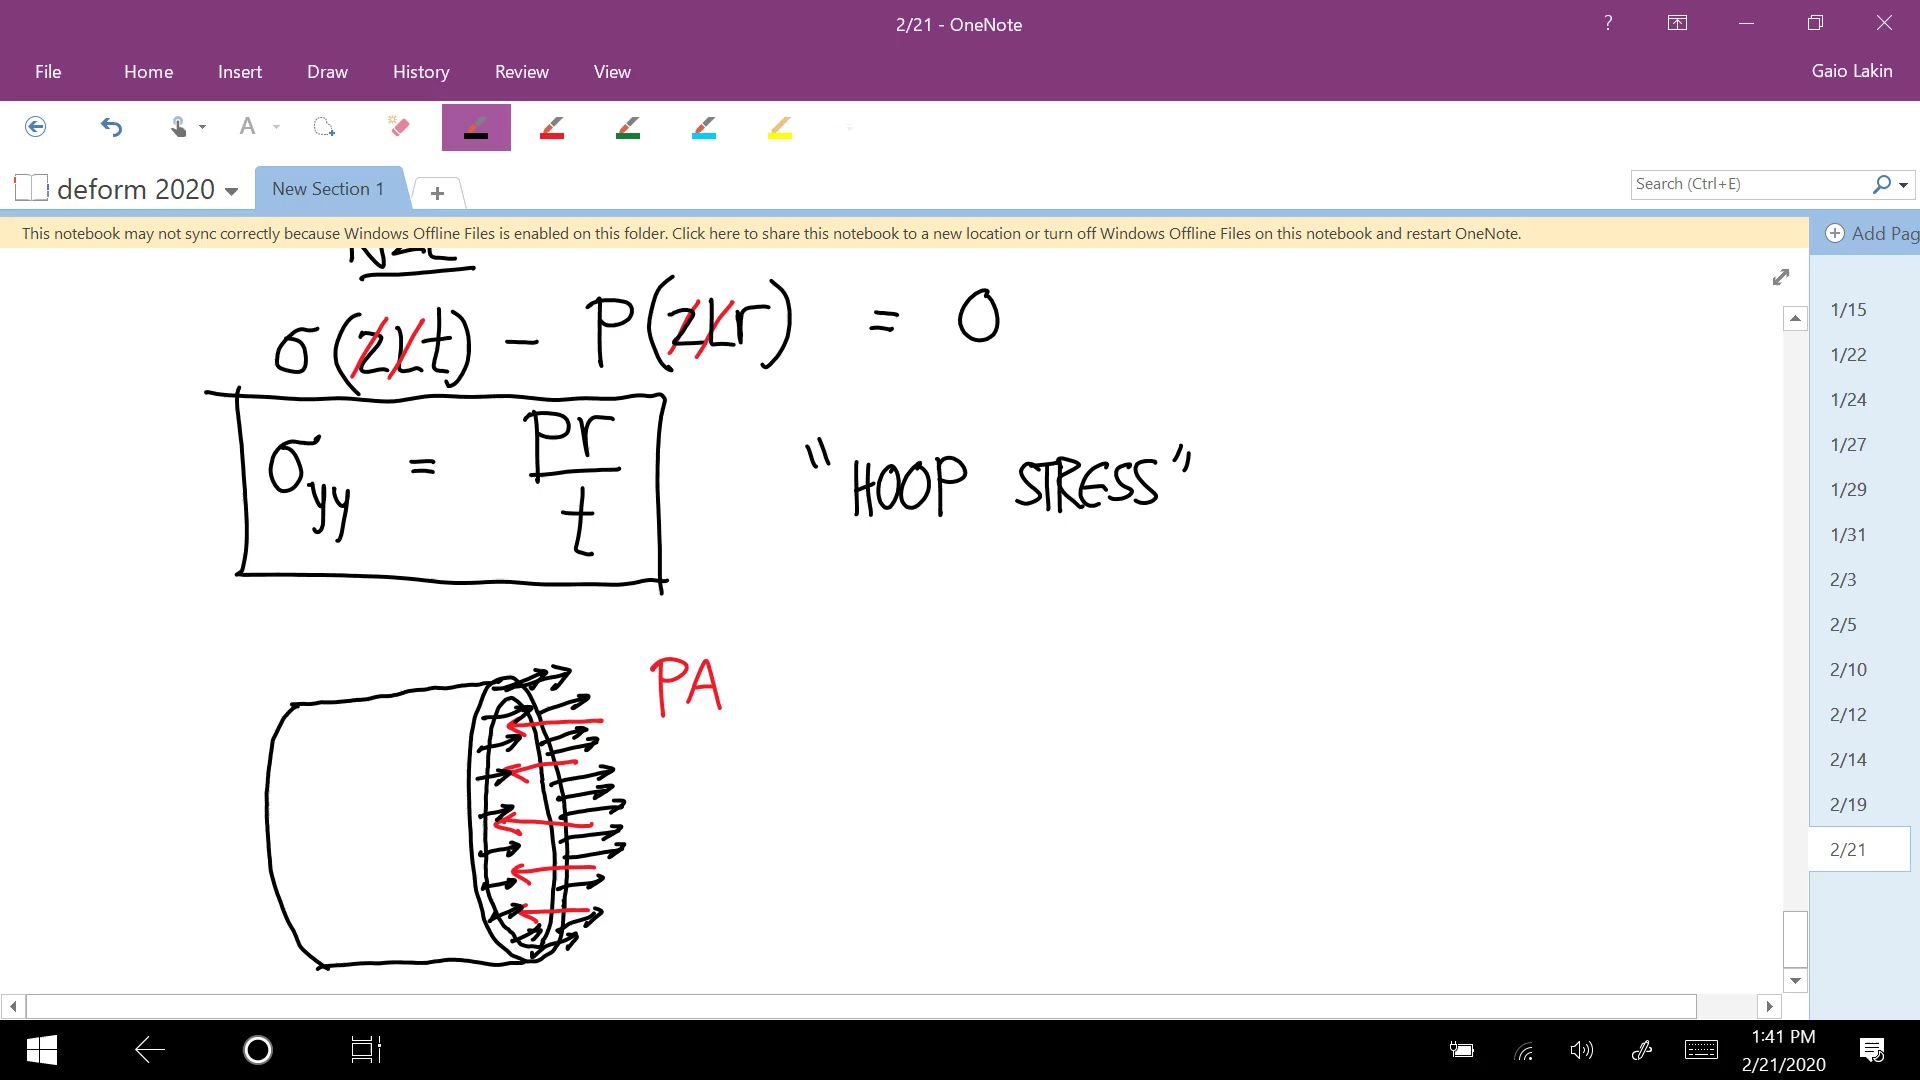 2/21 - OneNote
?
File Home Insert Draw History Review View Gaio Lakin
A
deform 2020 New Section 1 + Search (Ctrl+E)
This notebook may not sync correctly because Windows Offline Files is enabled on this folder. Click here to share this notebook to a new location or turn off Windows Offline Files on this notebook and restart OneNote.
Add Pag
σ(2Lt) - P(2Lr) = 0
σyy = Pr/t
"HOOP STRESS"
PA
1/15
1/22
1/24
1/27
1/29
1/31
2/3
2/5
2/10
2/12
2/14
2/19
2/21
1:41 PM
2/21/2020